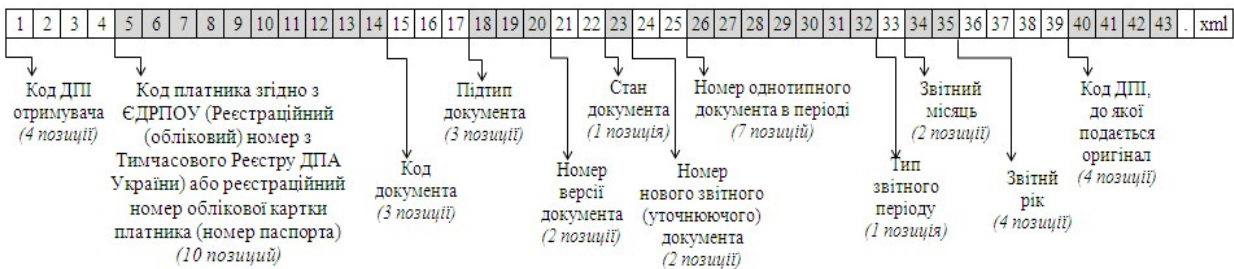 1 2 3 4 5 6 7 8 9 10 11 12 13 14 15 16 17 18 19 20 21 22 23 24 25 26 27 28 29 30 31 32 33 34 35 36 37 38 39 40 41 42 43 . xml
Код ДПІ
отримувача
(4 позиції)
Код платника згідно з
ЄДРПОУ (Реєстраційний
(обліковий) номер з
Тимчасового Реєстру ДПА
України) або реєстраційний
номер облікової картки
платника (номер паспорта)
(10 позиций)
Код
документа
(3 позиції)
Підтип
документа
(3 позиції)
Номер
версії
документа
(2 позиції)
Стан
документа
(1 позиція)
Номер
нового звітного
(уточнюючого)
документа
(2 позиції)
Номер однотипного
документа в періоді
(7 позицій)
Тип
звітного
періоду
(1 позиція)
Звітний
місяць
(2 позиції)
Звітнй
рік
(4 позиції)
Код ДПІ,
до якої
подається
оригінал
(4 позиції)